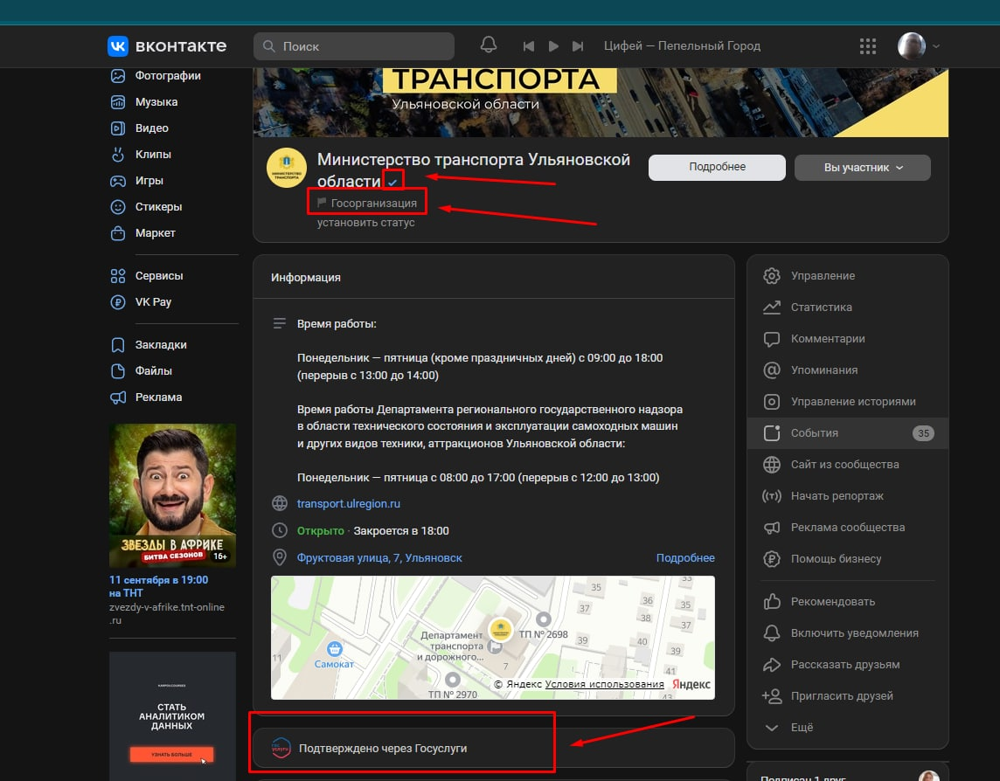 вконтакте
Поиск
Цифей — Пепельный Город
Фотографии
Музыка
Видео
Клипы
Игры
Стикеры
Маркет
Сервисы
VK Pay
Закладки
Файлы
Реклама
ЗВЕЗДЫ В АФРИКЕ
БИТВА СЕЗОНОВ
16+
11 сентября в 19:00
на ТНТ
zvezdy-v-afrike.tnt-online
.ru
KARPOV.COURSES
СТАТЬ
АНАЛИТИКОМ
ДАННЫХ
УЗНАТЬ БОЛЬШЕ
ТРАНСПОРТА
Ульяновской области
МИНИСТЕРСТВО
ТРАНСПОРТА
Министерство транспорта Ульяновской
области
Госорганизация
установить статус
Подробнее
Вы участник
Информация
Время работы:
Понедельник — пятница (кроме праздничных дней) с 09:00 до 18:00
(перерыв с 13:00 до 14:00)
Время работы Департамента регионального государственного надзора
в области технического состояния и эксплуатации самоходных машин
и других видов техники, аттракционов Ульяновской области:
Понедельник — пятница с 08:00 до 17:00 (перерыв с 12:00 до 13:00)
transport.ulregion.ru
Открыто · Закроется в 18:00
Фруктовая улица, 7, Ульяновск
Подробнее
33
35
36
35
37
38
37
Департамент
транспорта
и дорожного...
ТП № 2698
39
40
39
11
Самокат
7
41
43
ТП № 2970
© Яндекс Условия использования
Яндекс
гос
услуги
Подтверждено через Госуслуги
Управление
Статистика
Комментарии
Упоминания
Управление историями
События
35
Сайт из сообщества
Начать репортаж
Реклама сообщества
Помощь бизнесу
Рекомендовать
Включить уведомления
Рассказать друзьям
Пригласить друзей
Ещё
Подписан 1 друг